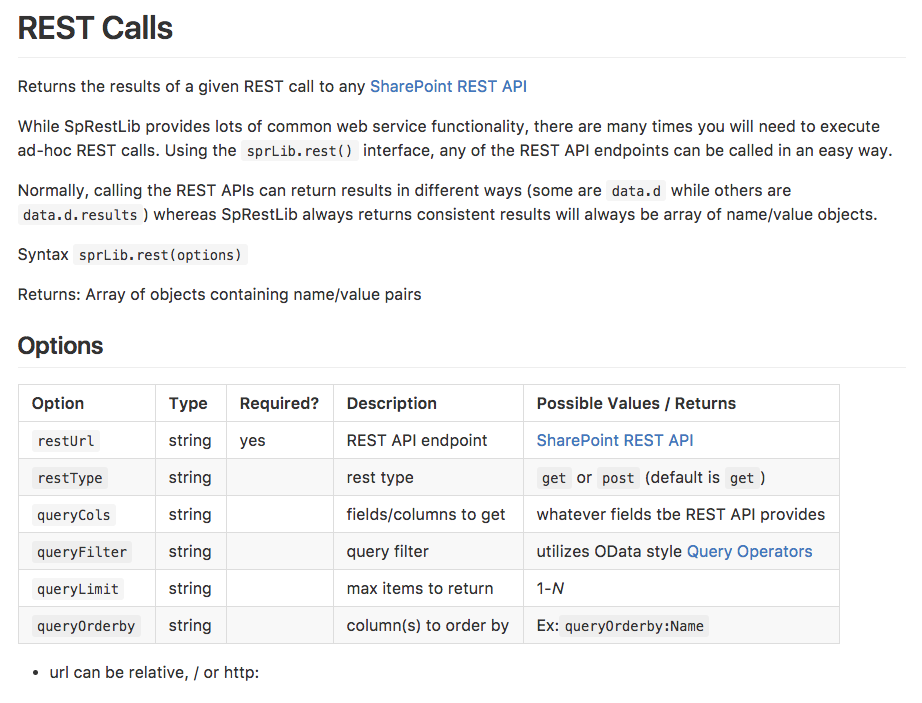 REST Calls
Returns the results of a given REST call to any SharePoint REST API
While SpRestLib provides lots of common web service functionality, there are many times you will need to execute
ad-hoc REST calls. Using the sprLib.rest() interface, any of the REST API endpoints can be called in an easy way.
Normally, calling the REST APIs can return results in different ways (some are data.d while others are
data.d.results ) whereas SpRestLib always returns consistent results will always be array of name/value objects.
Syntax sprLib.rest(options)
Returns: Array of objects containing name/value pairs
Options
Option Type Required? Description Possible Values / Returns
restUrl string yes REST API endpoint SharePoint REST API
restType string rest type get or post (default is get )
queryCols string fields/columns to get whatever fields tbe REST API provides
queryFilter string query filter utilizes OData style Query Operators
queryLimit string max items to return 1-N
queryOrderby string column(s) to order by Ex: queryOrderby:Name
• url can be relative, / or http: